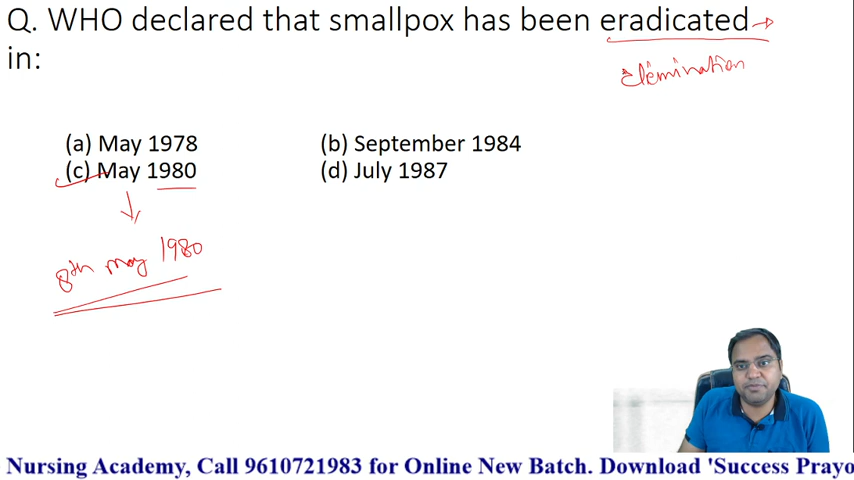 Q. WHO declared that smallpox has been eradicated
Elemination
in:
(a) May 1978 (b) September 1984
(c) May 1980 (d) July 1987
8th may 1980
Nursing Academy, Call 9610721983 for Online New Batch. Download 'Success Prayo